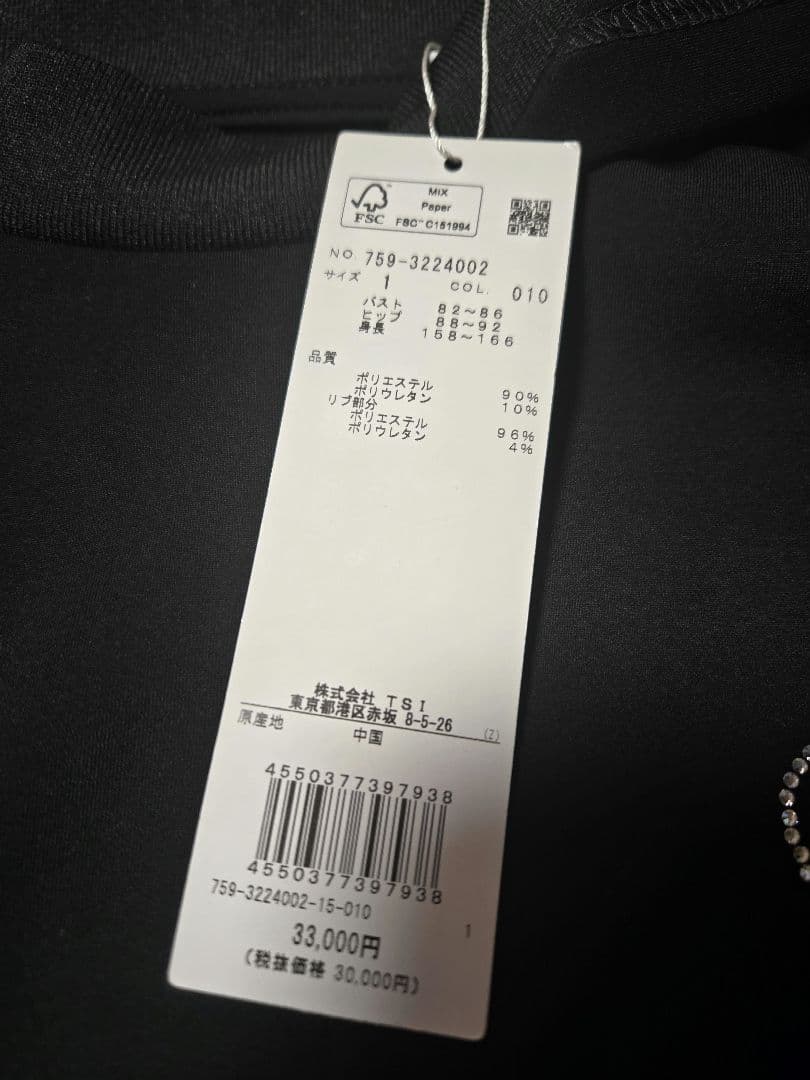 FSC
MIX
Paper
FSC™ C151994
NO 759-3224002
サイズ 1 COL. 010
バスト 82〜86
ヒップ 88〜92
身長 158〜166
品質
ポリエステル 90%
ポリウレタン 10%
リブ部分
ポリエステル 96%
ポリウレタン 4%
株式会社 TSI
東京都港区赤坂 8-5-26
(Z)
原産地 中国
4550377397938
4550377397938
759-3224002-15-010
1
33,000円
(税抜価格 30,000円)